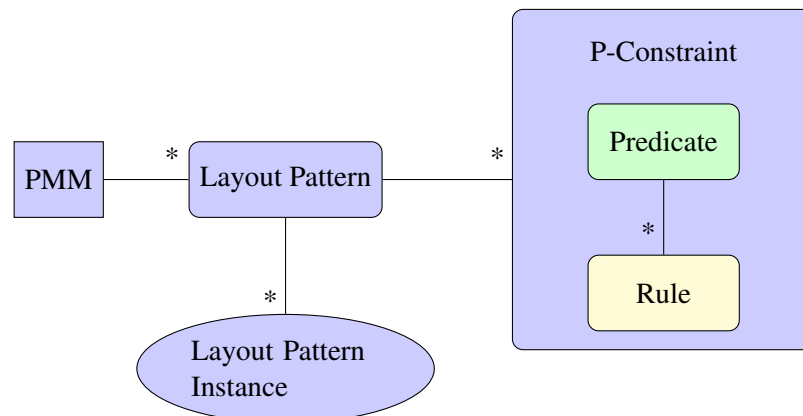 P-Constraint
Predicate
*
*
PMM
Layout Pattern
*
Rule
*
Layout Pattern
Instance